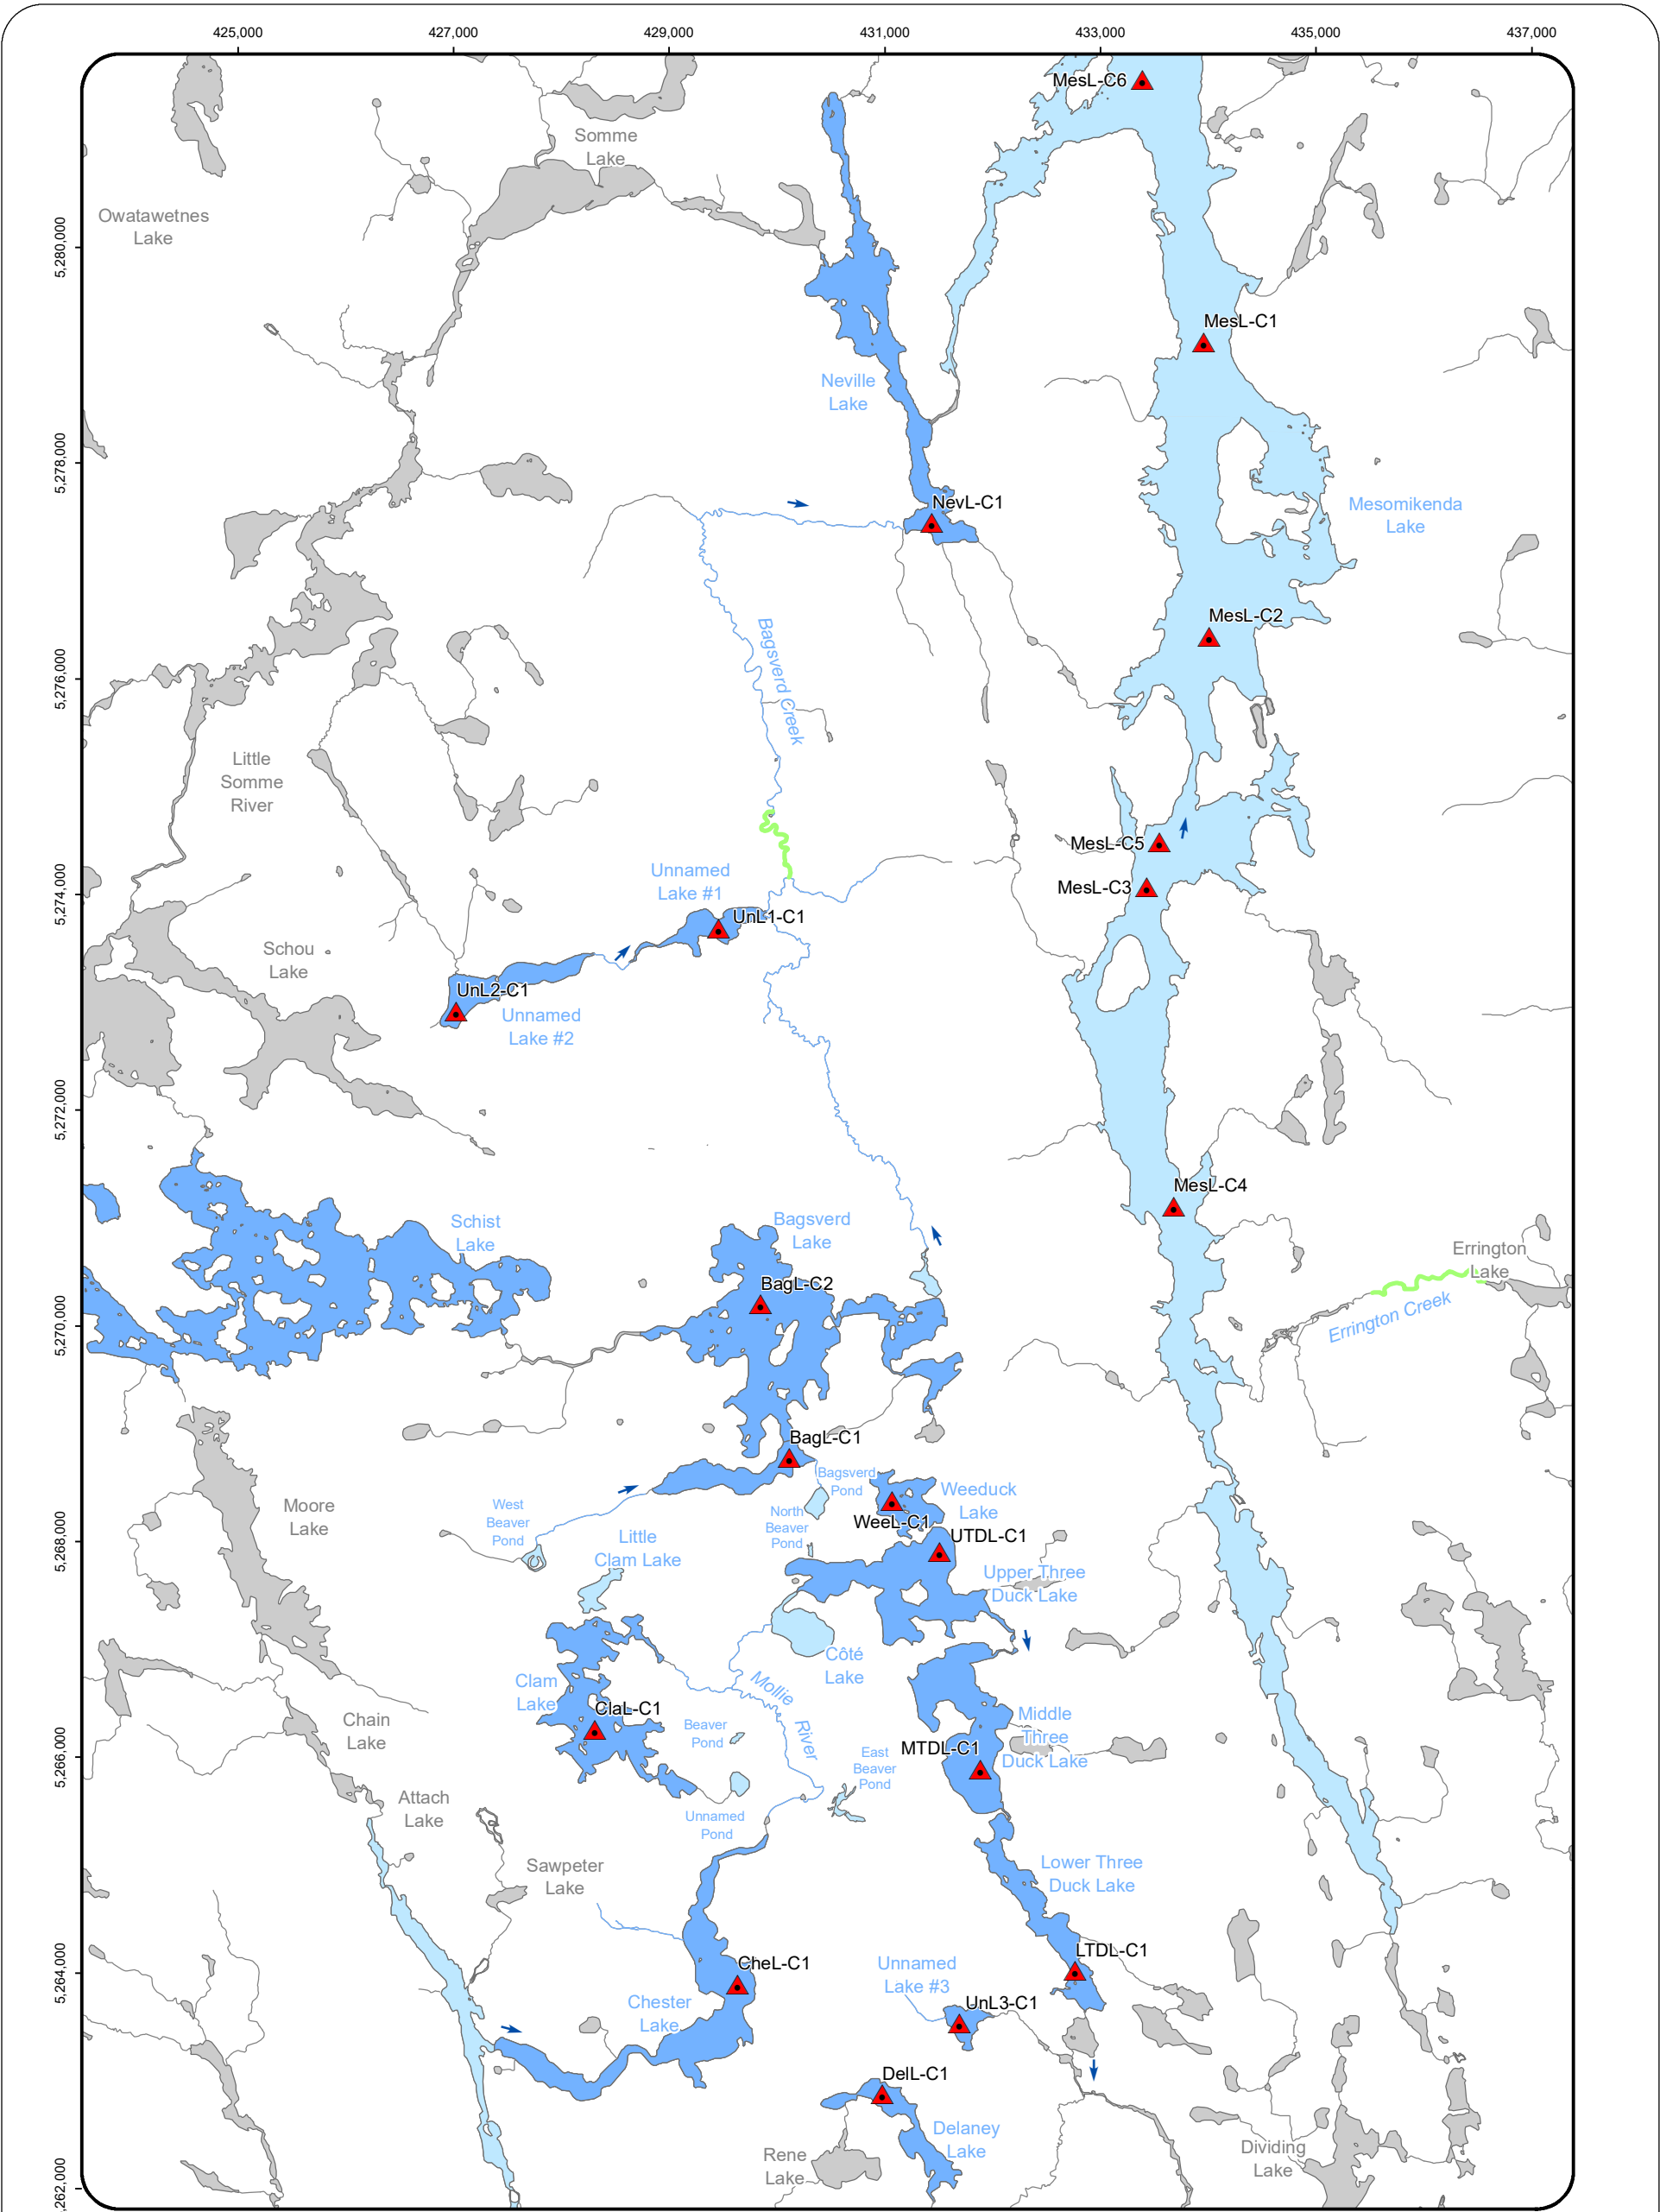 425,000
427,000
429,000
431,000
433,000
435,000
437,000
MesL-C6
Somme
Lake
Owatawetnes
Lake
5,280,000
MesL-C1
Neville
Lake
5,278,000
NevL-C1
Mesomikenda
Lake
MesL-C2
Bagsverd Creek
5,276,000
Little
Somme
River
MesL-C5
Unnamed
Lake #1
MesL-C3
5,274,000
UnL1-C1
Schou
Lake
UnL2-C1
Unnamed
Lake #2
5,272,000
MesL-C4
Schist
Lake
Bagsverd
Lake
Errington
Lake
BagL-C2
Errington Creek
5,270,000
BagL-C1
Bagsverd
Pond
Weeduck
Lake
Moore
Lake
West
Beaver
Pond
North
Beaver
Pond
WeeL-C1
UTDL-C1
5,268,000
Little
Clam Lake
Upper Three
Duck Lake
Côté
Lake
Clam
Lake
Mollie
River
ClaL-C1
Chain
Lake
Beaver
Pond
Middle
Three
Duck Lake
MTDL-C1
East
Beaver
Pond
5,266,000
Attach
Lake
Unnamed
Pond
Sawpeter
Lake
Lower Three
Duck Lake
LTDL-C1
CheL-C1
Unnamed
Lake #3
5,264,000
Chester
Lake
UnL3-C1
DelL-C1
Delaney
Lake
Rene
Lake
Dividing
Lake
,262,000